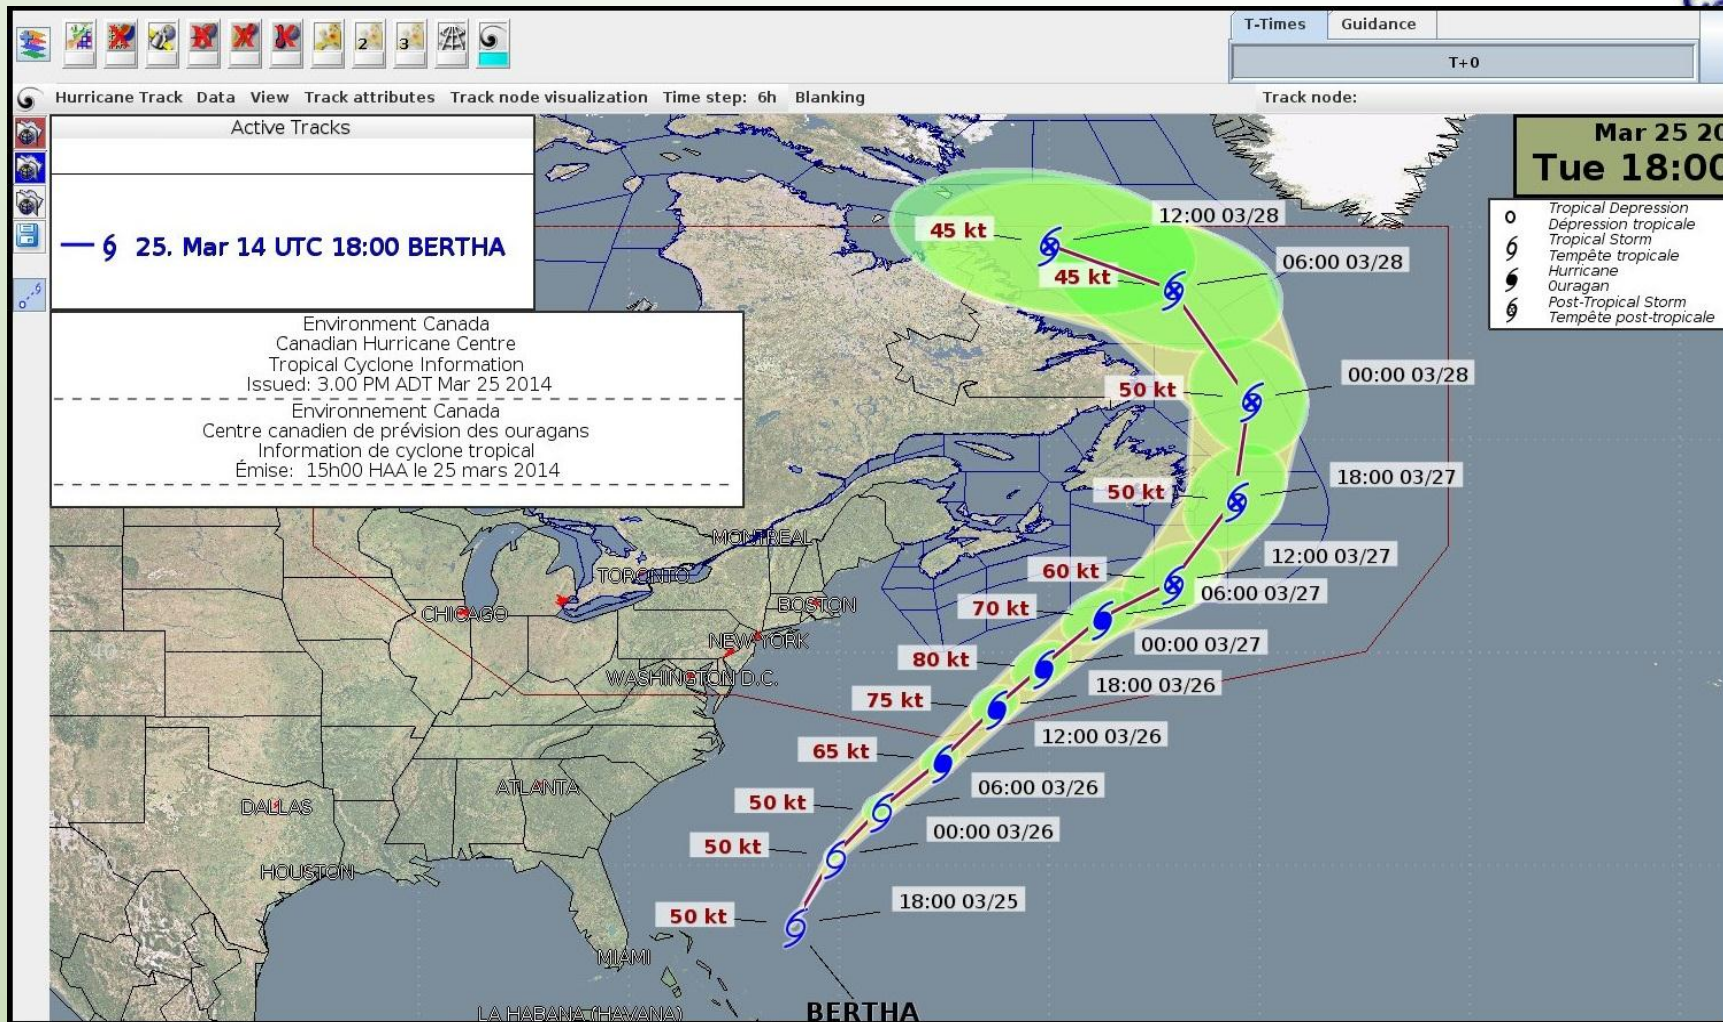 2
3
T-Times
Guidance
T+0
Hurricane Track Data View Track attributes Track node visualization Time step: 6h Blanking
Track node:
Active Tracks
25. Mar 14 UTC 18:00 BERTHA
Environment Canada
Canadian Hurricane Centre
Tropical Cyclone Information
Issued: 3.00 PM ADT Mar 25 2014
Environnement Canada
Centre canadien de prévision des ouragans
Information de cyclone tropical
Émise: 15h00 HAA le 25 mars 2014
Mar 25 20
Tue 18:00
Tropical Depression
Dépression tropicale
Tropical Storm
Tempête tropicale
Hurricane
Ouragan
Post-Tropical Storm
Tempête post-tropicale
45 kt
12:00 03/28
45 kt
06:00 03/28
50 kt
00:00 03/28
50 kt
18:00 03/27
60 kt
12:00 03/27
70 kt
06:00 03/27
80 kt
00:00 03/27
75 kt
18:00 03/26
65 kt
12:00 03/26
50 kt
06:00 03/26
50 kt
00:00 03/26
50 kt
18:00 03/25
MONTREAL
TORONTO
CHICAGO
BOSTON
NEW YORK
WASHINGTON D.C.
ATLANTA
DALLAS
HOUSTON
MIAMI
LA HABANA (HAVANA)
BERTHA
40
30